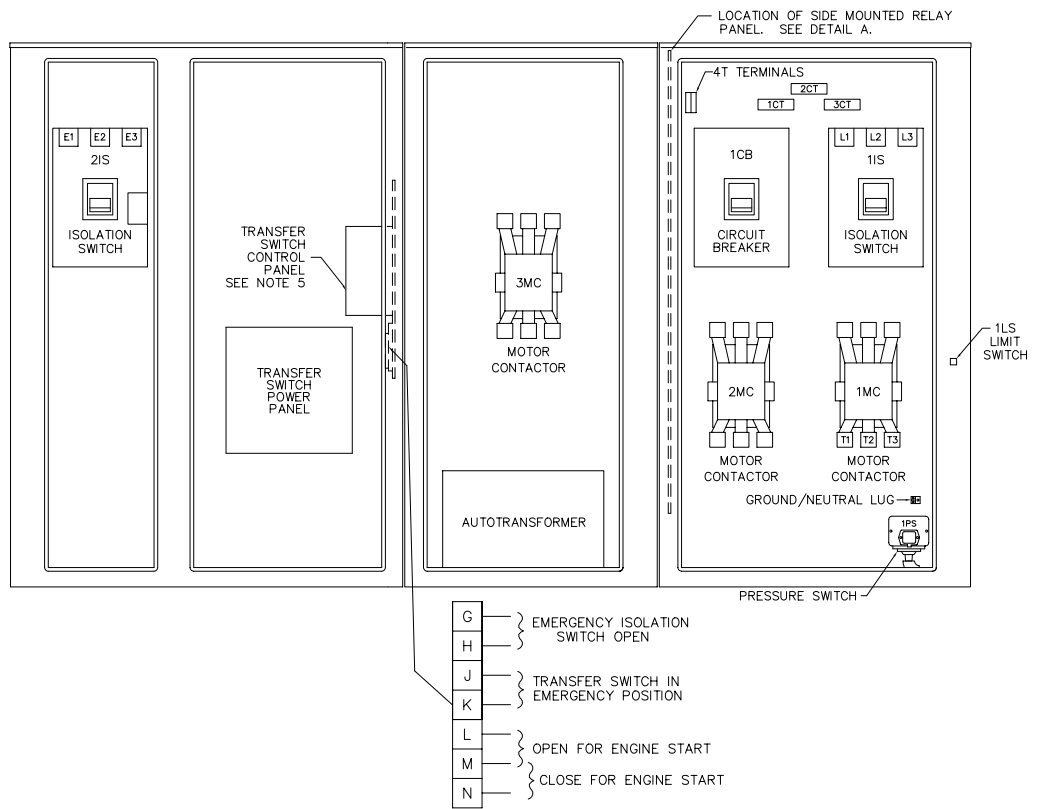 LOCATION OF SIDE MOUNTED RELAY
PANEL. SEE DETAIL A.
4T TERMINALS
2CT
1CT
3CT
E1
E2
E3
2IS
ISOLATION
SWITCH
TRANSFER
SWITCH
CONTROL
PANEL
SEE NOTE 5
TRANSFER
SWITCH
POWER
PANEL
3MC
MOTOR
CONTACTOR
AUTOTRANSFORMER
1CB
CIRCUIT
BREAKER
L1
L2
L3
1IS
ISOLATION
SWITCH
1LS
LIMIT
SWITCH
2MC
MOTOR
CONTACTOR
1MC
T1
T2
T3
MOTOR
CONTACTOR
GROUND/NEUTRAL LUG
1PS
PRESSURE SWITCH
G
H
EMERGENCY ISOLATION
SWITCH OPEN
J
K
TRANSFER SWITCH IN
EMERGENCY POSITION
L
M
OPEN FOR ENGINE START
N
CLOSE FOR ENGINE START